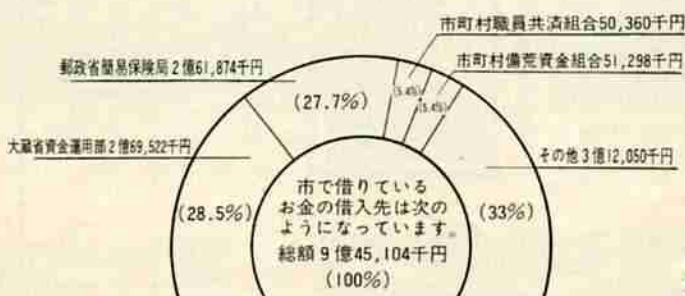 市町村職員共済組合50,360千円
市町村備荒資金組合51,298千円
郵政省簡易保険局2億61,874千円
(27.7%)
(5.4%)
(5.4%)
大蔵省資金運用部2億69,522千円
その他3億12,050千円
(28.5%)
(33%)
市で借りている
お金の借入先は次の
ようになっています。
総額9億45,104千円
(100%)